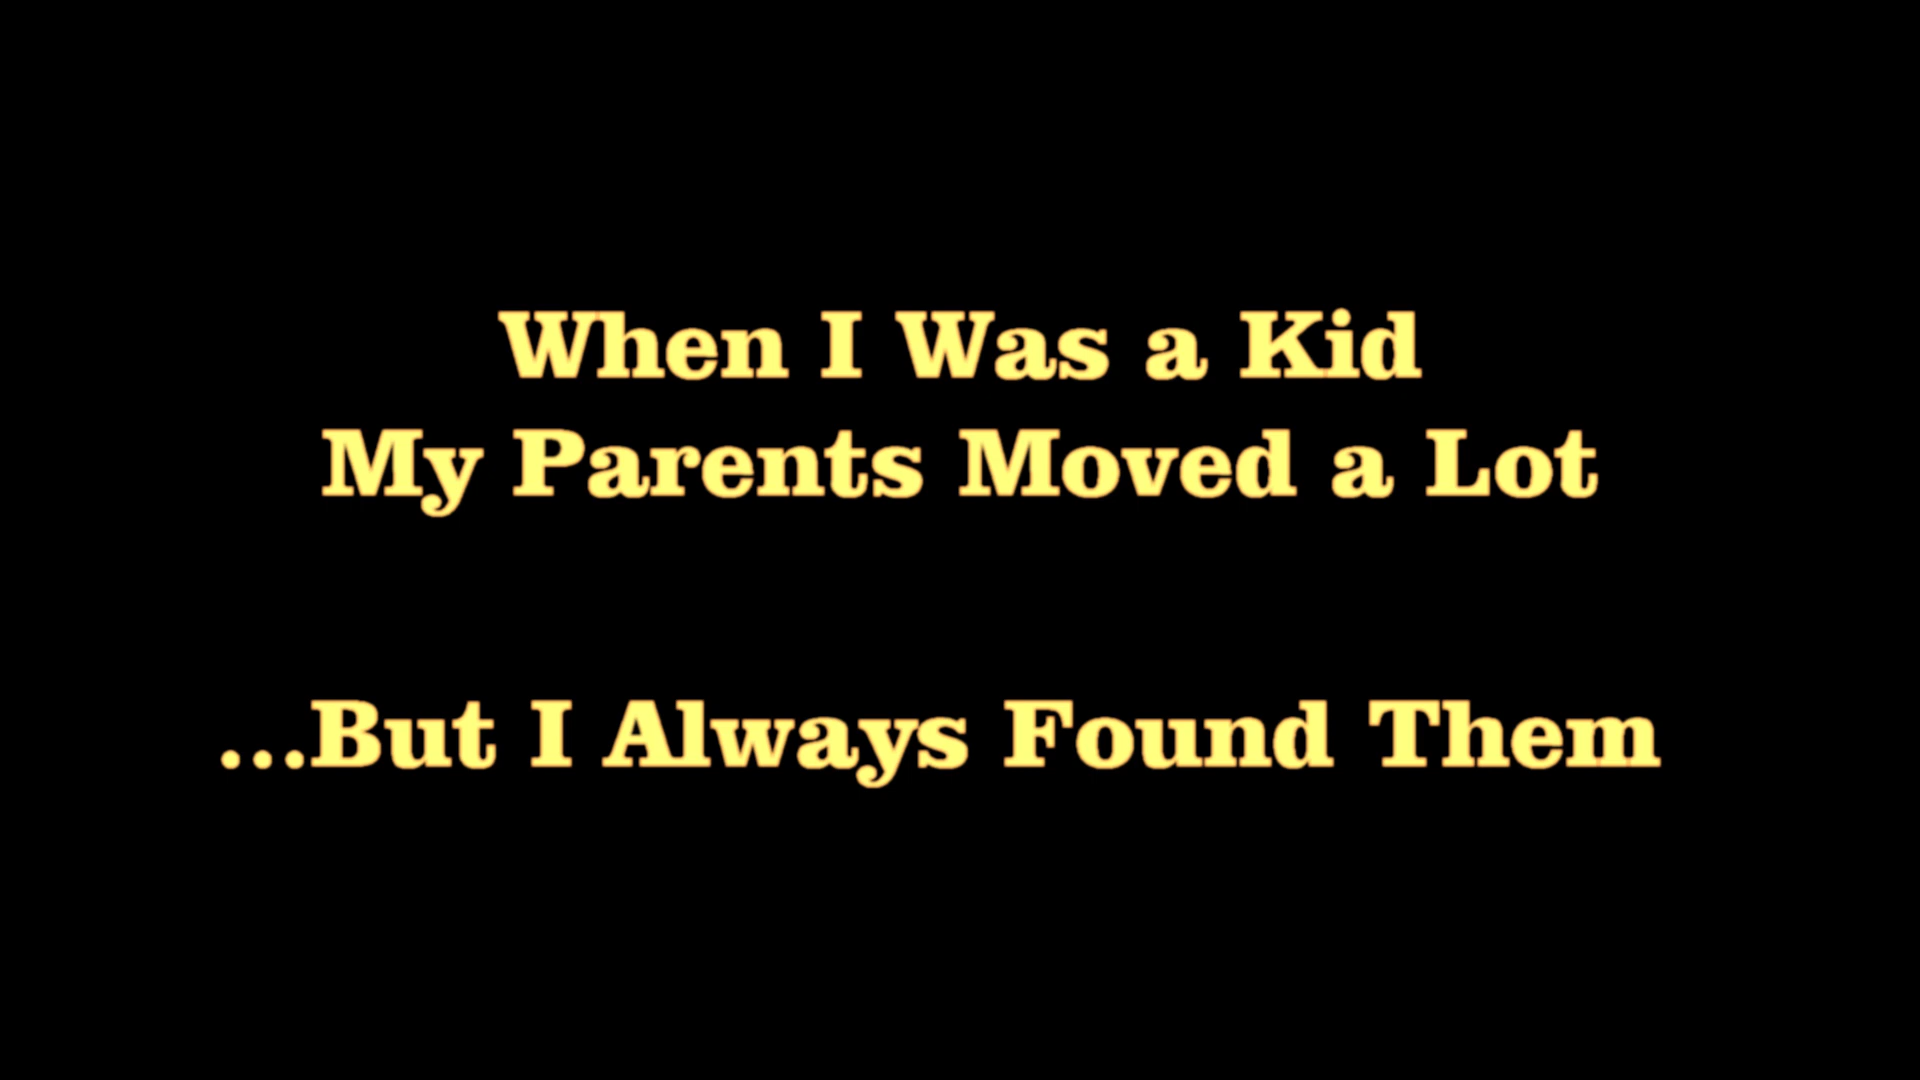 When I Was a Kid
My Parents Moved a Lot
...But I Always Found Them